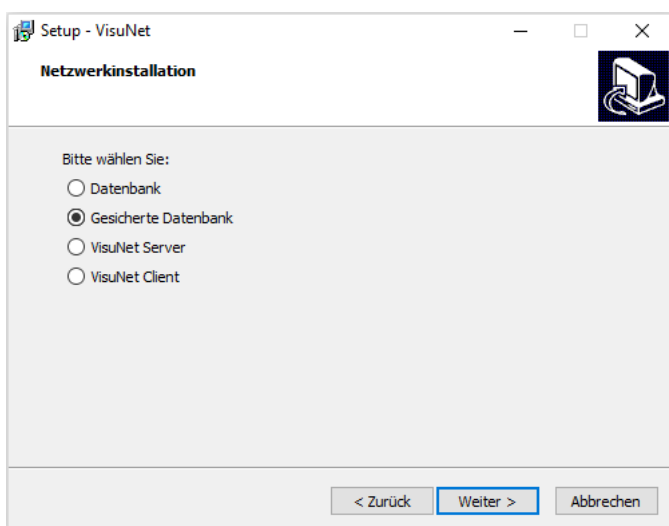 Setup - VisuNet
Netzwerkinstallation
Bitte wählen Sie:
Datenbank
Gesicherte Datenbank
VisuNet Server
VisuNet Client
< Zurück
Weiter >
Abbrechen